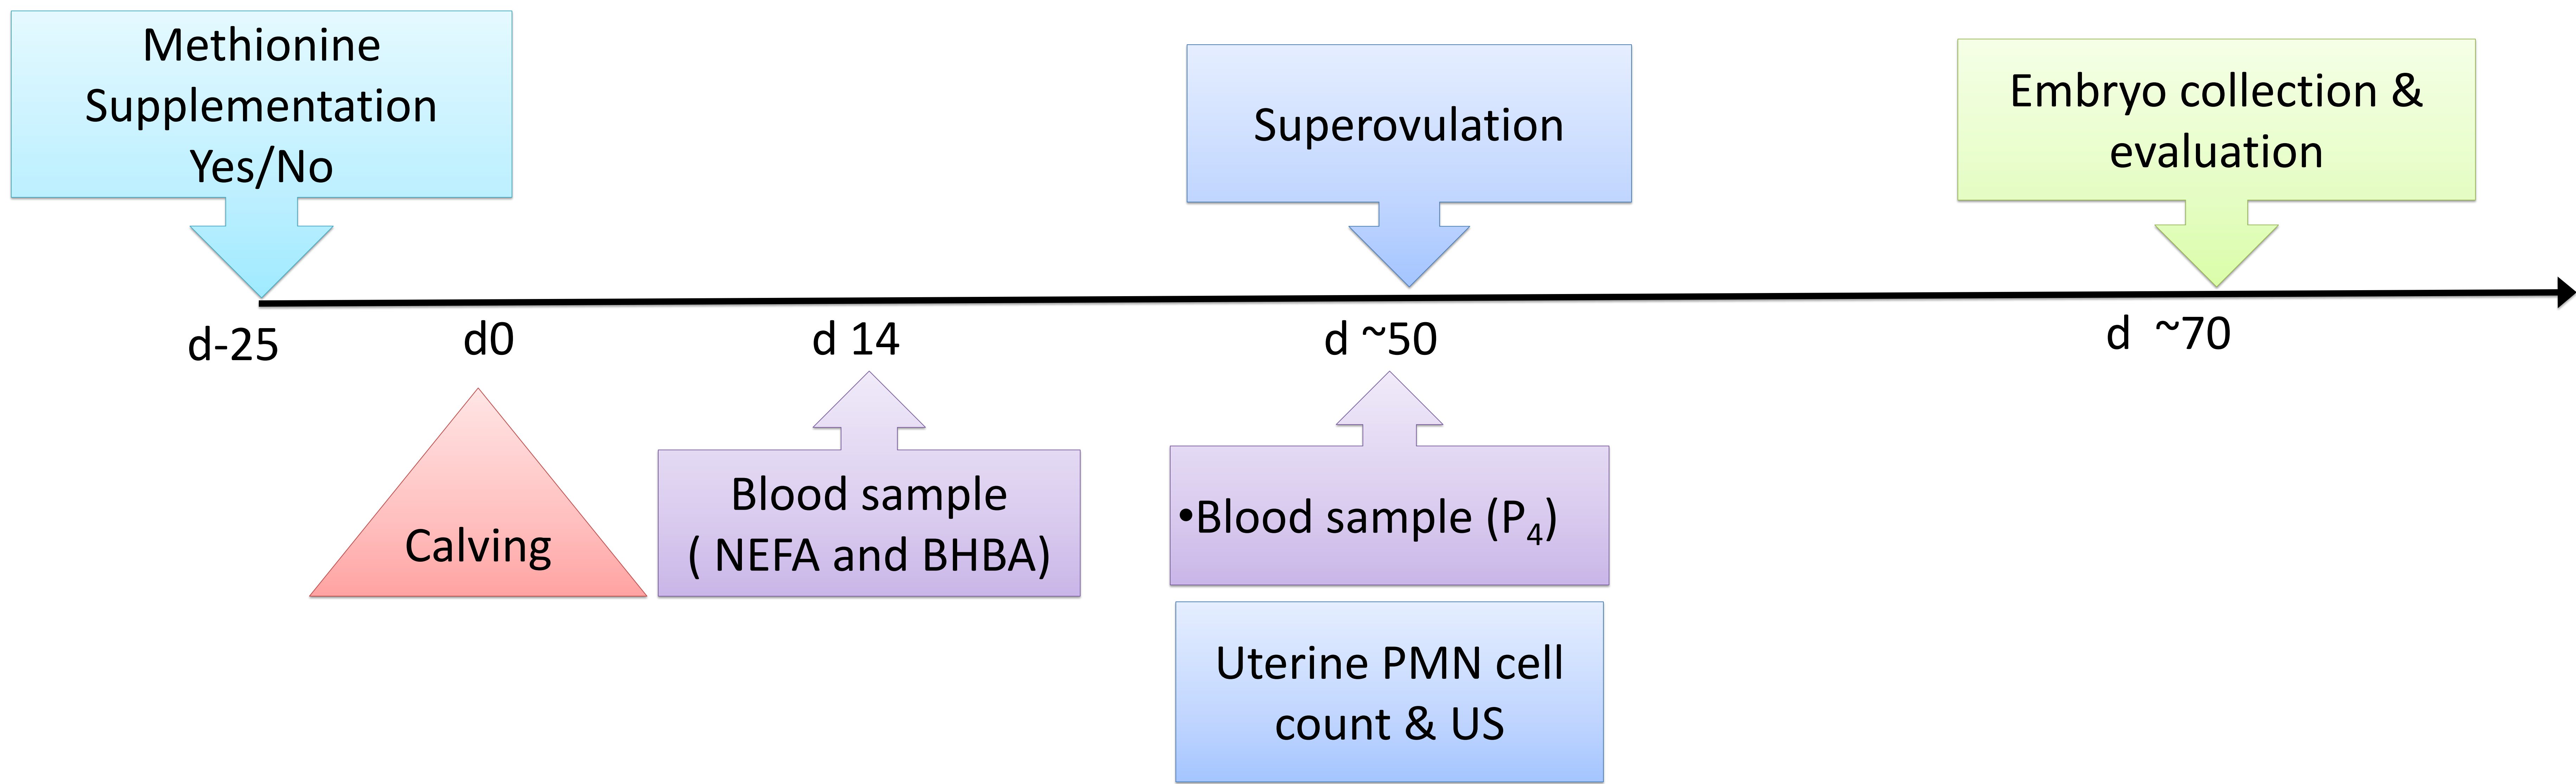 Methionine
Supplementation
Yes/No
Superovulation
Embryo collection &
evaluation
d-25
d0
d 14
d ~50
d ~70
Calving
Blood sample
( NEFA and BHBA)
•Blood sample (P₄)
Uterine PMN cell
count & US